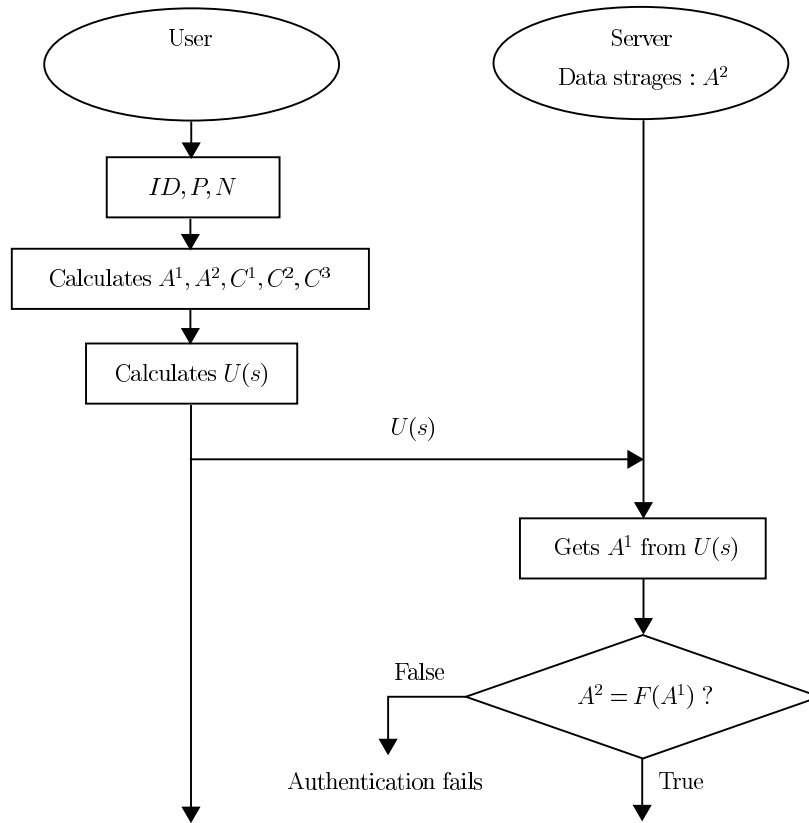 User
Server
Data strages : A²
ID, P, N
Calculates A¹, A², C¹, C², C³
Calculates U(s)
U(s)
Gets A¹ from U(s)
False
A² = F(A¹) ?
Authentication fails
True